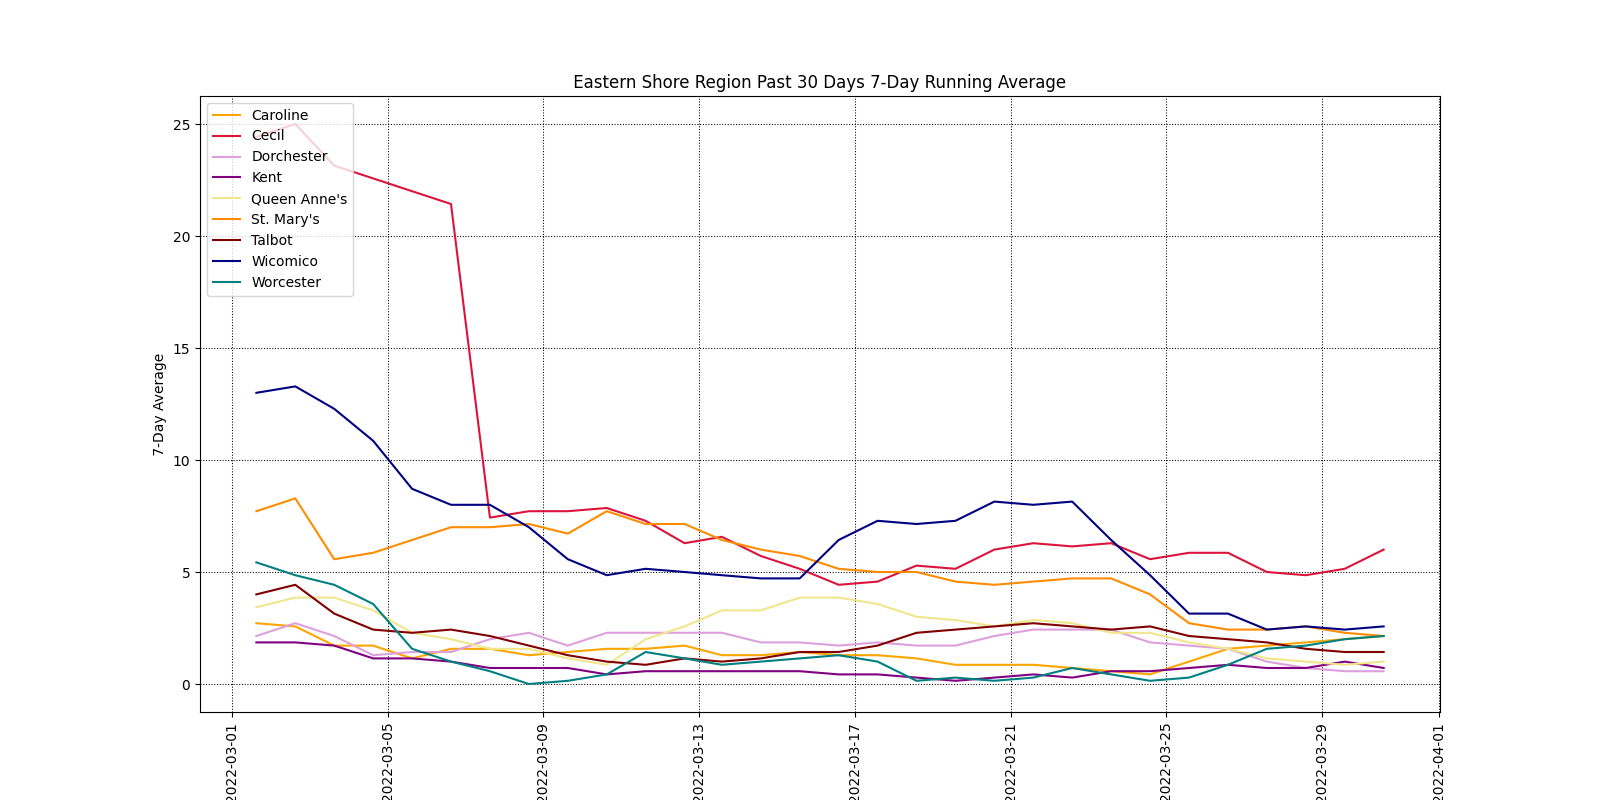 Eastern Shore Region Past 30 Days 7-Day Running Average
7-Day Average
25
20
15
10
5
0
Caroline
Cecil
Dorchester
Kent
Queen Anne's
St. Mary's
Talbot
Wicomico
Worcester
2022-03-01
2022-03-05
2022-03-09
2022-03-13
2022-03-17
2022-03-21
2022-03-25
2022-03-29
2022-04-01